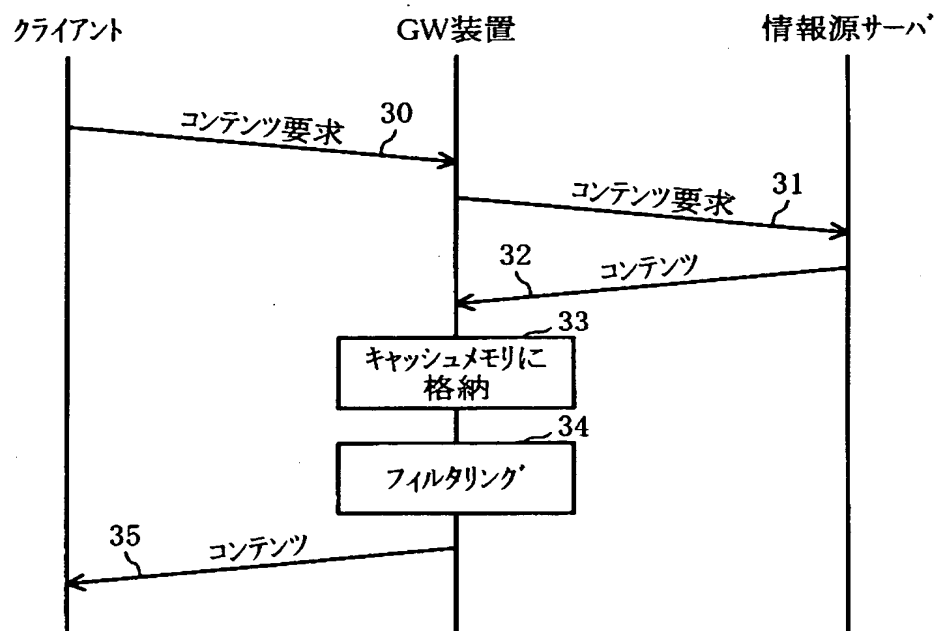 クライアント
GW装置
情報源サーバ
コンテンツ要求
30
コンテンツ要求
31
32
コンテンツ
33
キャッシュメモリに
格納
34
フィルタリング
35
コンテンツ